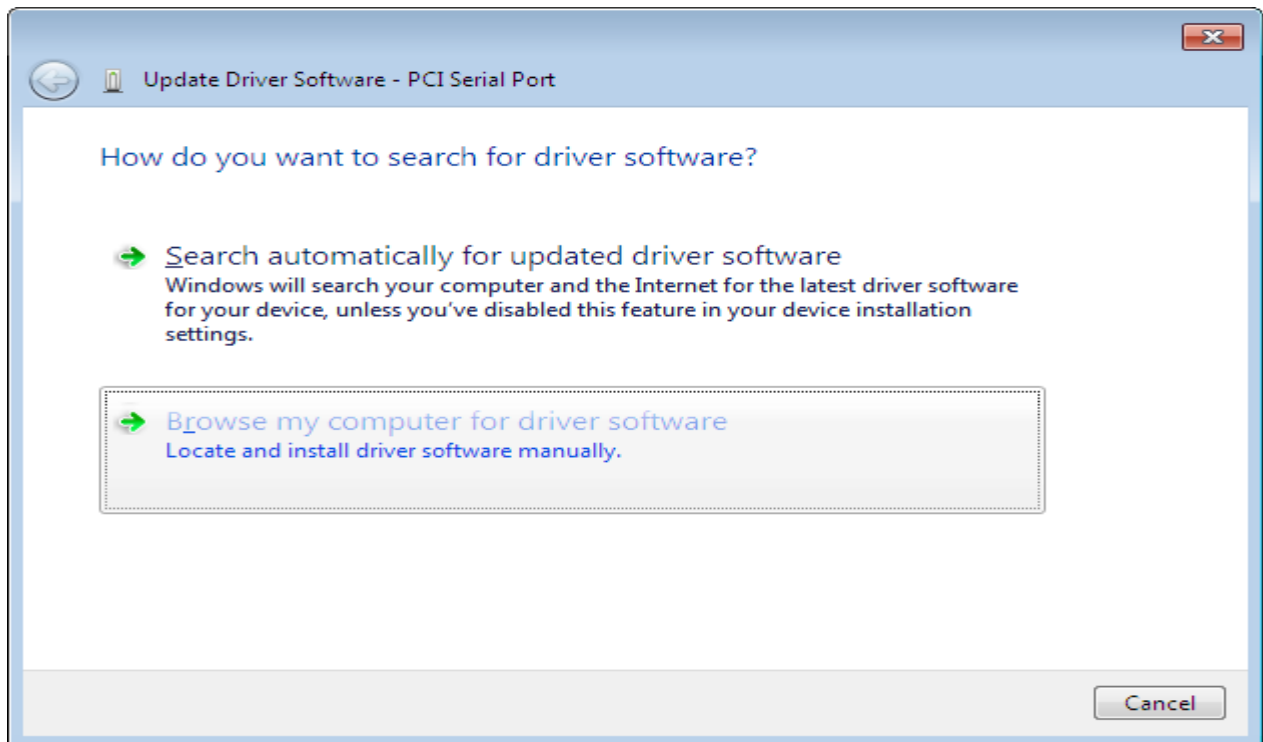 Update Driver Software - PCI Serial Port
How do you want to search for driver software?
Search automatically for updated driver software
Windows will search your computer and the Internet for the latest driver software
for your device, unless you've disabled this feature in your device installation
settings.
Browse my computer for driver software
Locate and install driver software manually.
Cancel